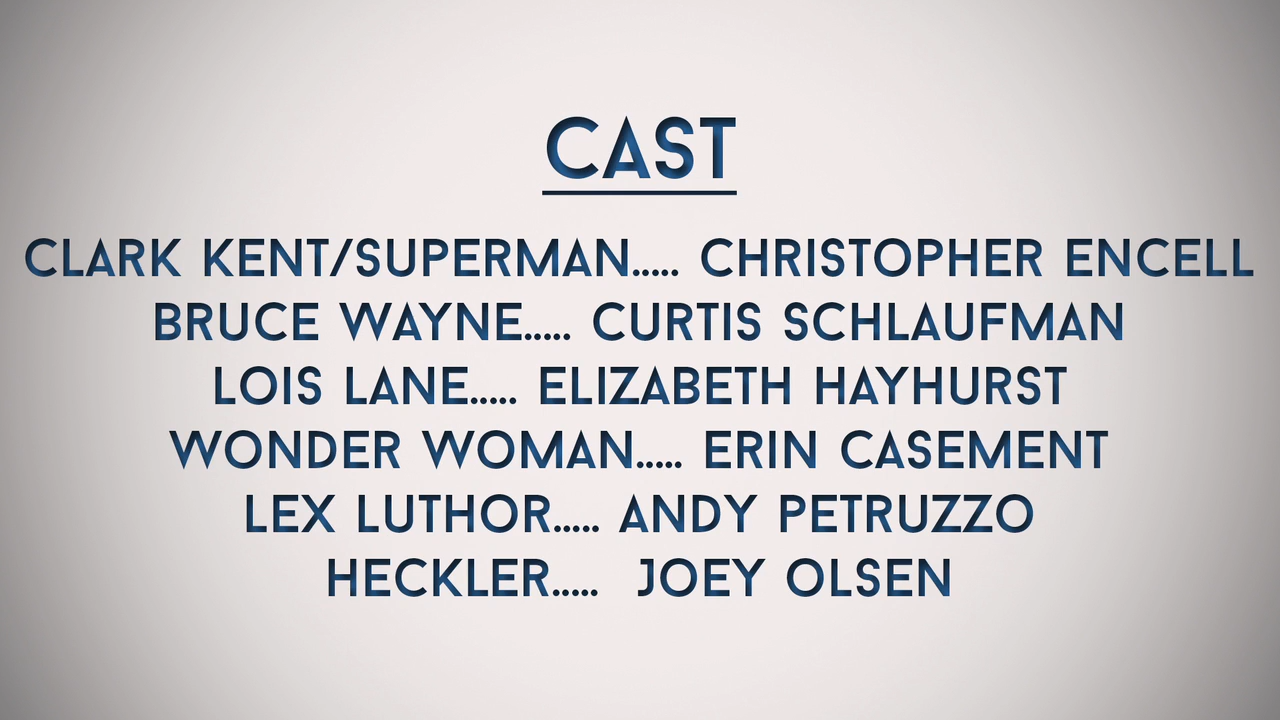 CAST
CLARK KENT/SUPERMAN..... CHRISTOPHER ENCELL
BRUCE WAYNE..... CURTIS SCHLAUFMAN
LOIS LANE..... ELIZABETH HAYHURST
WONDER WOMAN..... ERIN CASEMENT
LEX LUTHOR..... ANDY PETRUZZO
HECKLER..... JOEY OLSEN